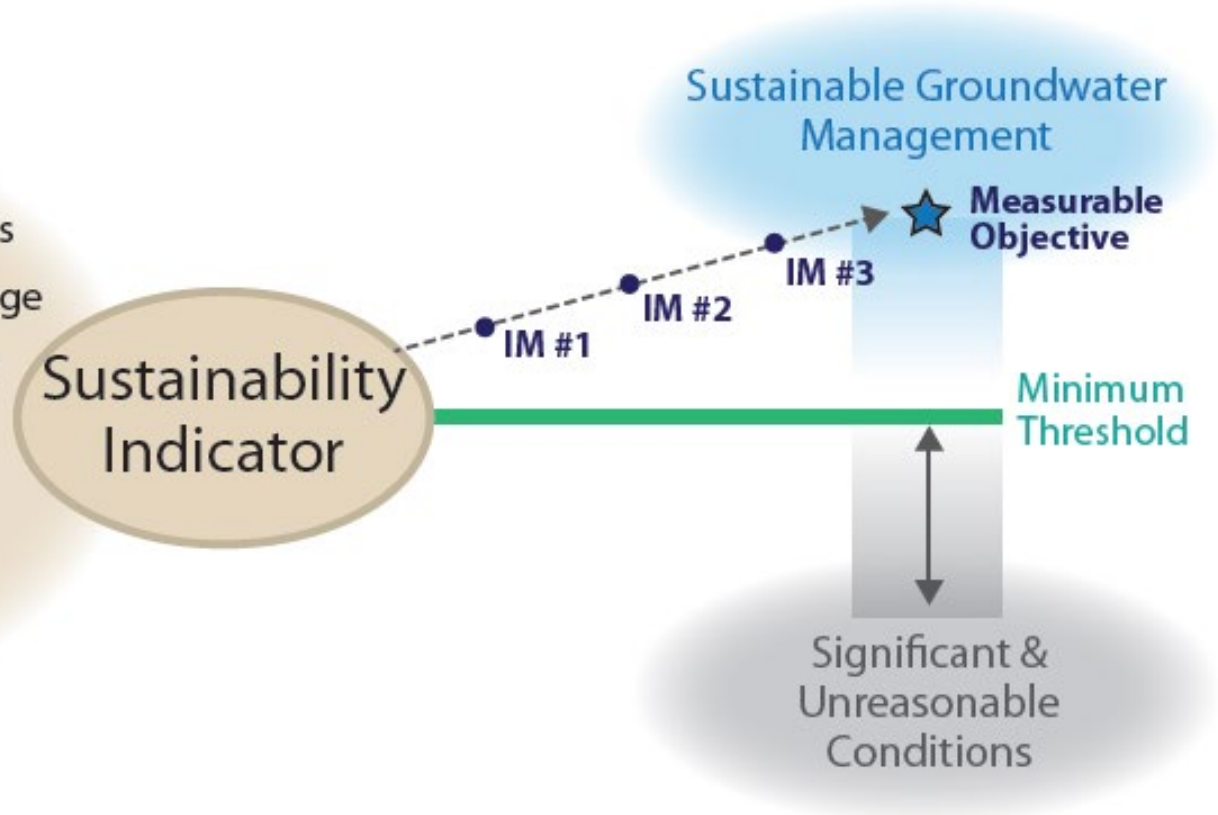 Sustainable Groundwater
Management
Measurable
Objective
IM #3
IM #2
IM #1
Sustainability
Indicator
Minimum
Threshold
Significant &
Unreasonable
Conditions